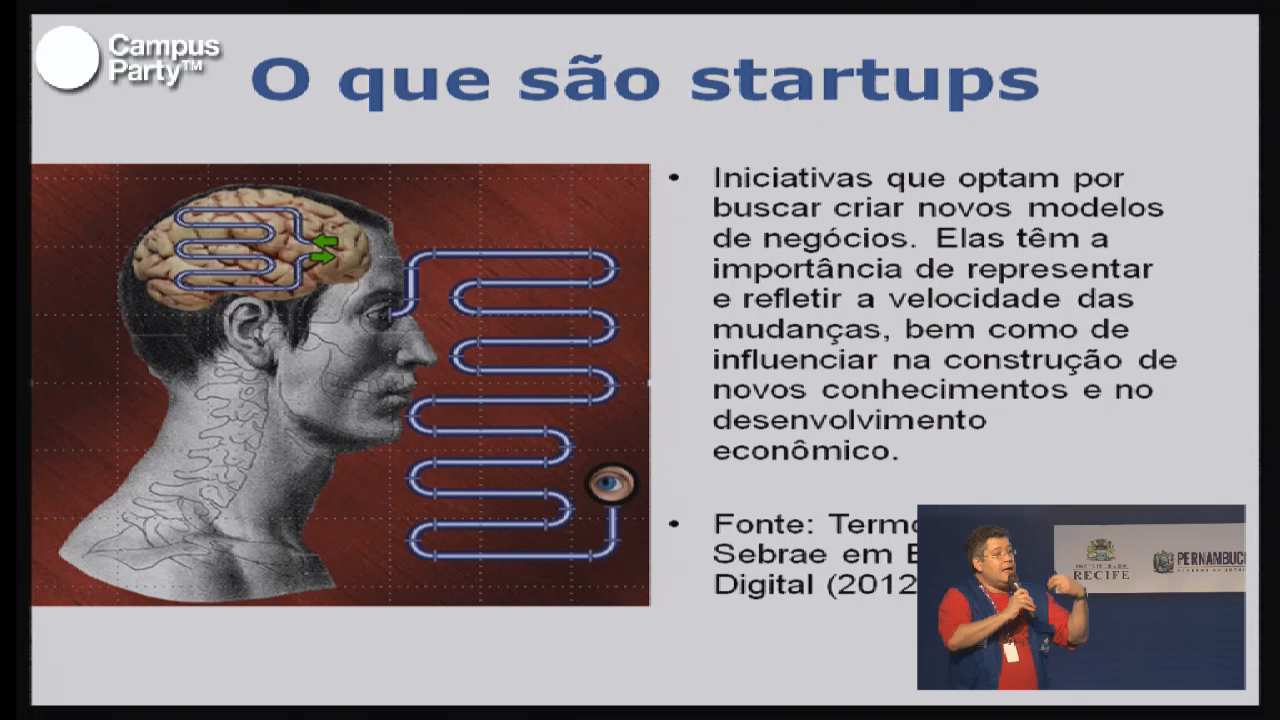 Campus
Party™
O que são startups
• Iniciativas que optam por
buscar criar novos modelos
de negócios. Elas têm a
importância de representar
e refletir a velocidade das
mudanças, bem como de
influenciar na construção de
novos conhecimentos e no
desenvolvimento
econômico.
• Fonte:
Sebrae em
Digital (2012
RECIFE